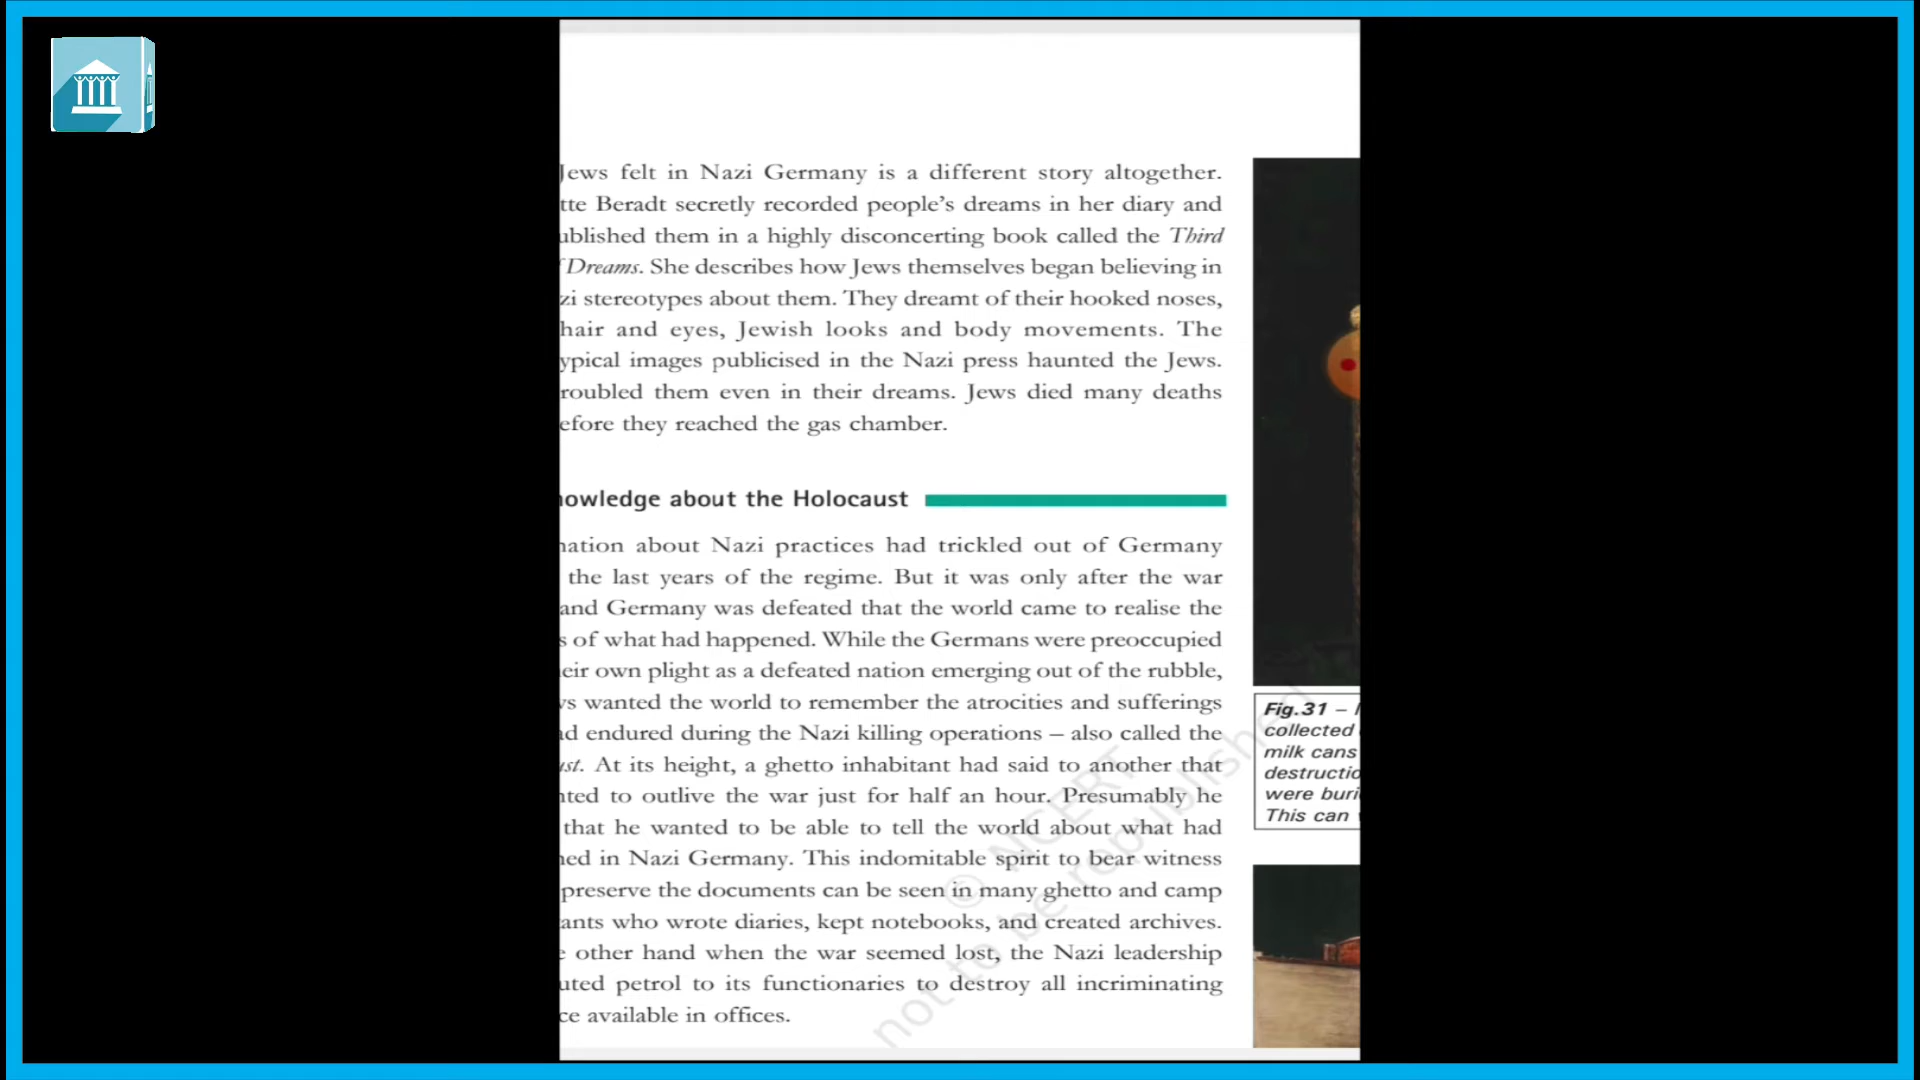 Jews felt in Nazi Germany is a different story altogether.
tte Beradt secretly recorded people's dreams in her diary and
ublished them in a highly disconcerting book called the Third
Dreams. She describes how Jews themselves began believing in
zi stereotypes about them. They dreamt of their hooked noses,
hair and eyes, Jewish looks and body movements. The
ypical images publicised in the Nazi press haunted the Jews.
roubled them even in their dreams. Jews died many deaths
efore they reached the gas chamber.
nowledge about the Holocaust
nation about Nazi practices had trickled out of Germany
the last years of the regime. But it was only after the war
and Germany was defeated that the world came to realise the
s of what had happened. While the Germans were preoccupied
eir own plight as a defeated nation emerging out of the rubble,
ws wanted the world to remember the atrocities and sufferings
ad endured during the Nazi killing operations – also called the
ust. At its height, a ghetto inhabitant had said to another that
nted to outlive the war just for half an hour. Presumably he
that he wanted to be able to tell the world about what had
ned in Nazi Germany. This indomitable spirit to bear witness
preserve the documents can be seen in many ghetto and camp
ants who wrote diaries, kept notebooks, and created archives.
e other hand when the war seemed lost, the Nazi leadership
uted petrol to its functionaries to destroy all incriminating
ce available in offices.
Fig.31 –
collected
milk cans
destructio
were buri
This can
© NCERT
not to be republished